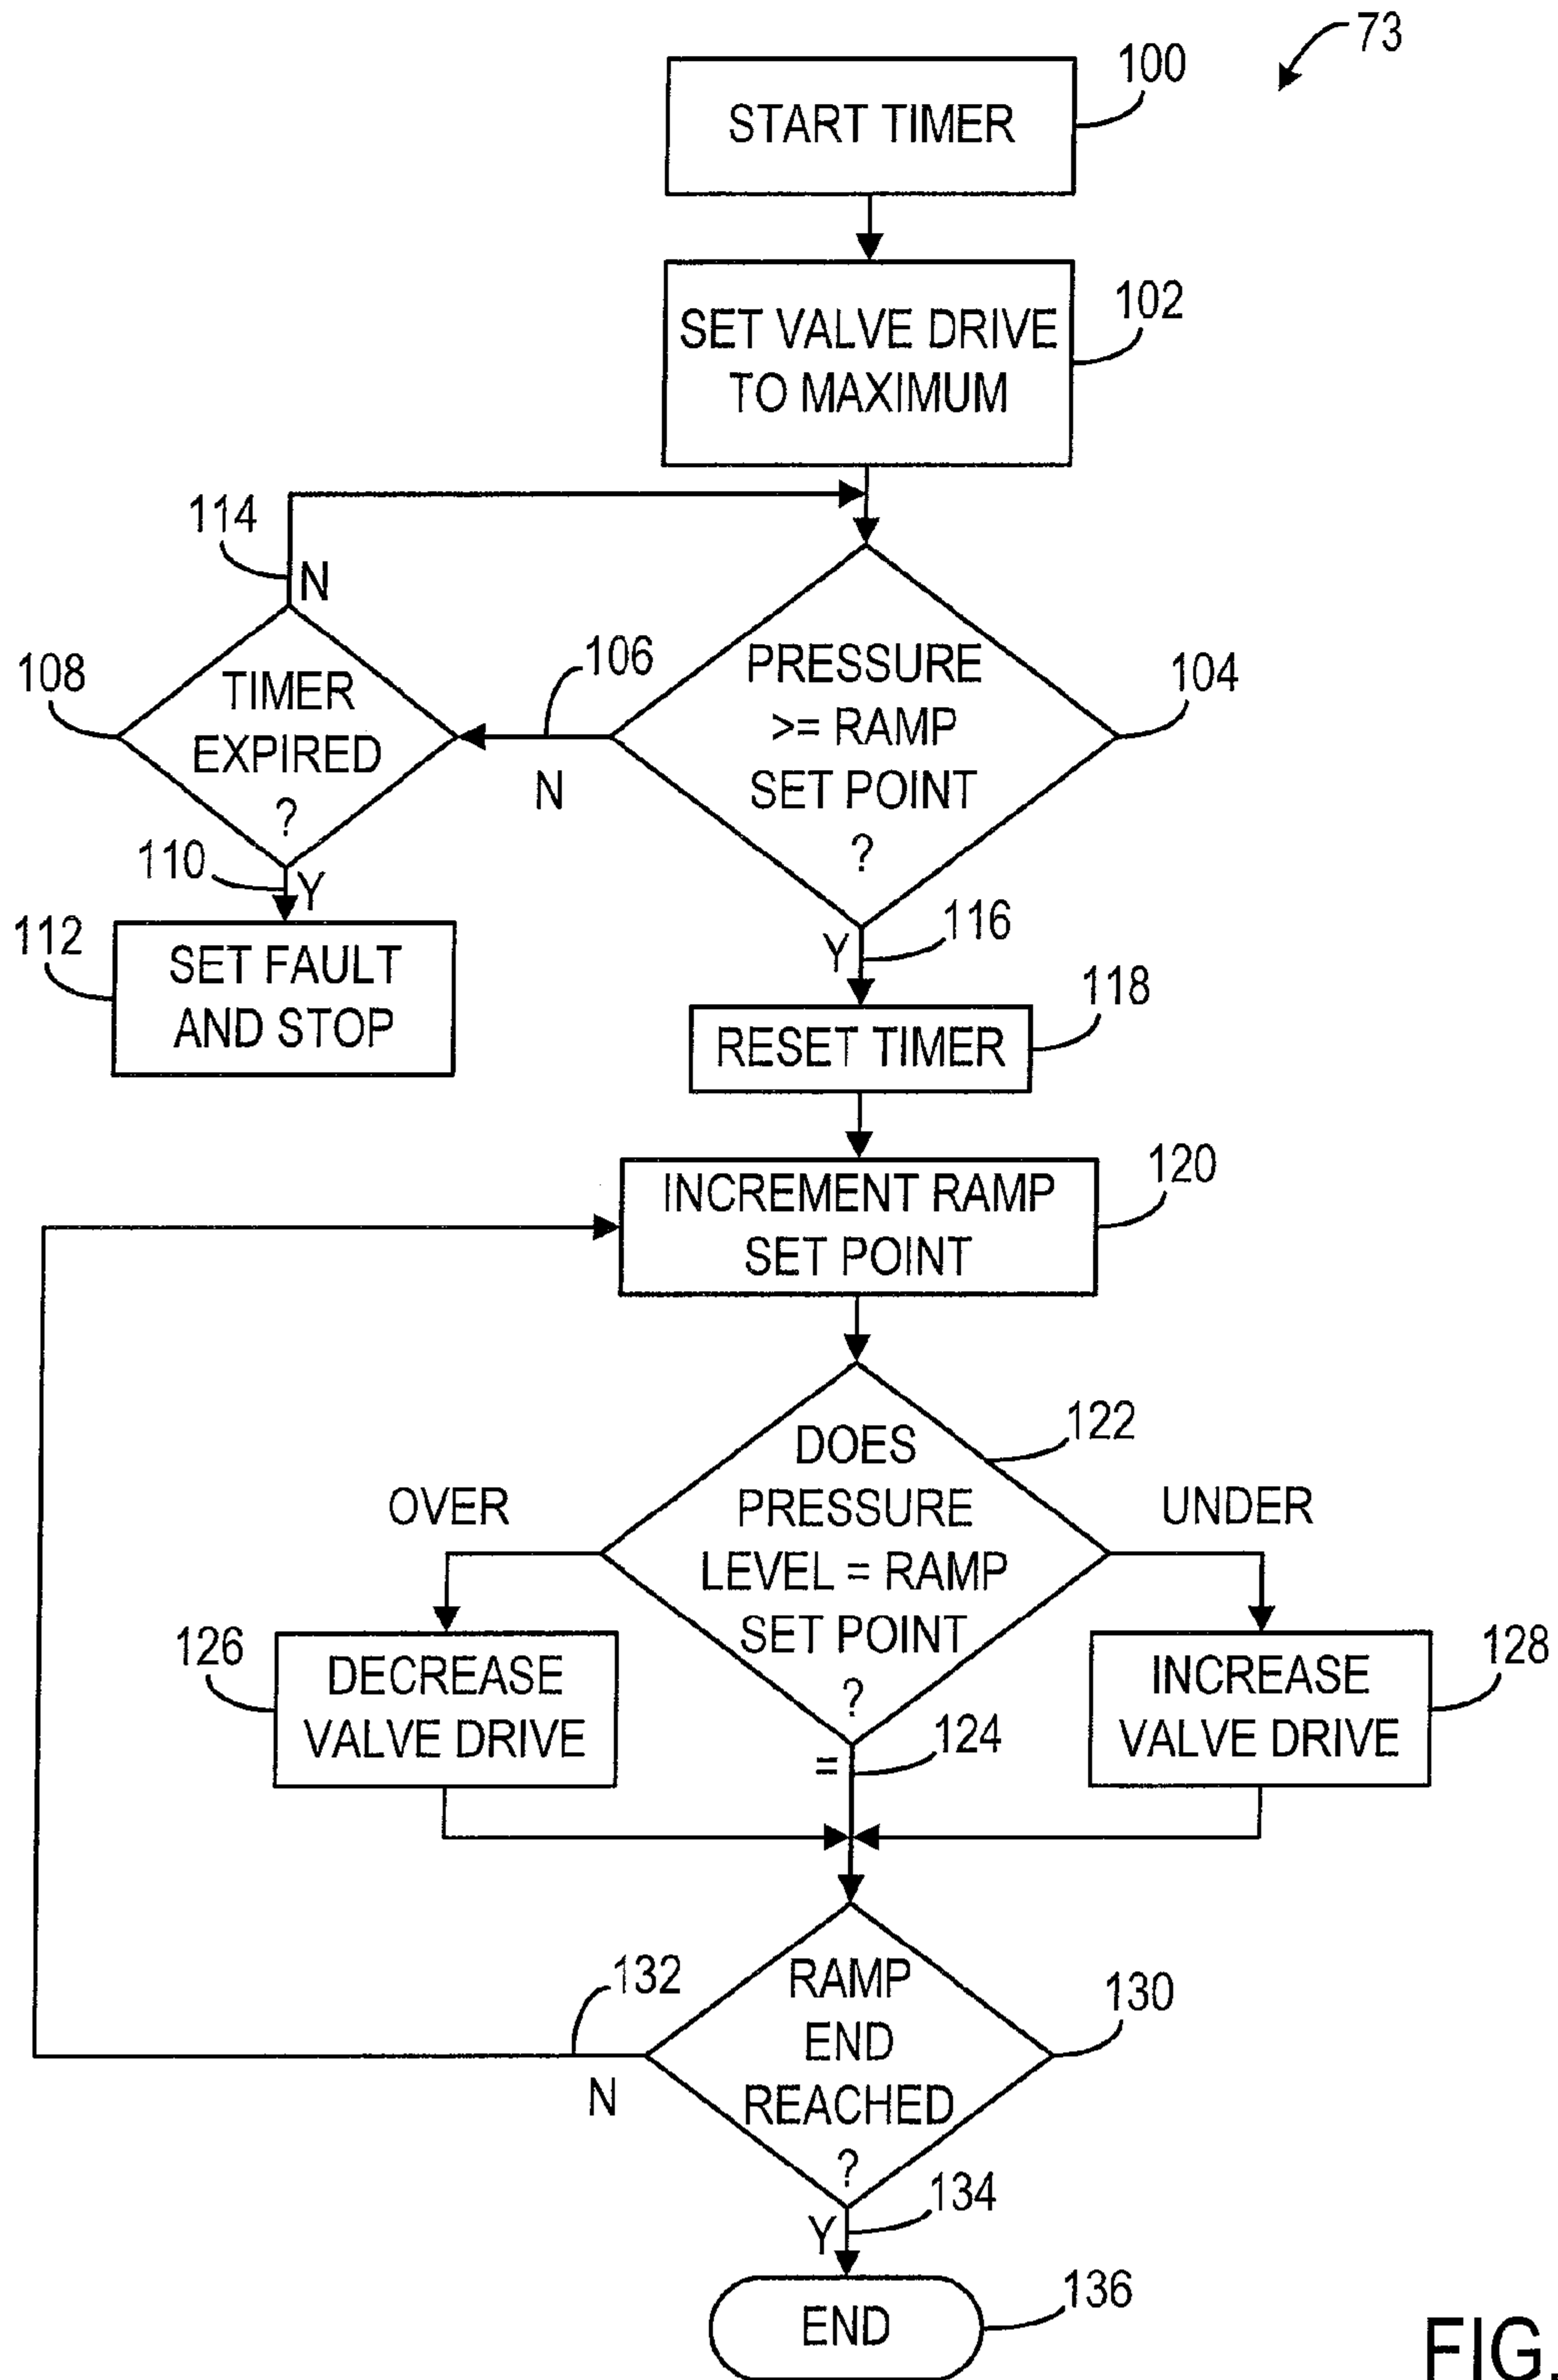 73
100
START TIMER
102
SET VALVE DRIVE
TO MAXIMUM
114
N
108
TIMER
EXPIRED
?
106
N
PRESSURE
>= RAMP
SET POINT
?
104
110
Y
112
SET FAULT
AND STOP
Y
116
118
RESET TIMER
120
INCREMENT RAMP
SET POINT
122
DOES
PRESSURE
LEVEL = RAMP
SET POINT
?
OVER
UNDER
126
DECREASE
VALVE DRIVE
128
INCREASE
VALVE DRIVE
=
124
132
N
RAMP
END
REACHED
?
130
134
Y
136
END
FIG.